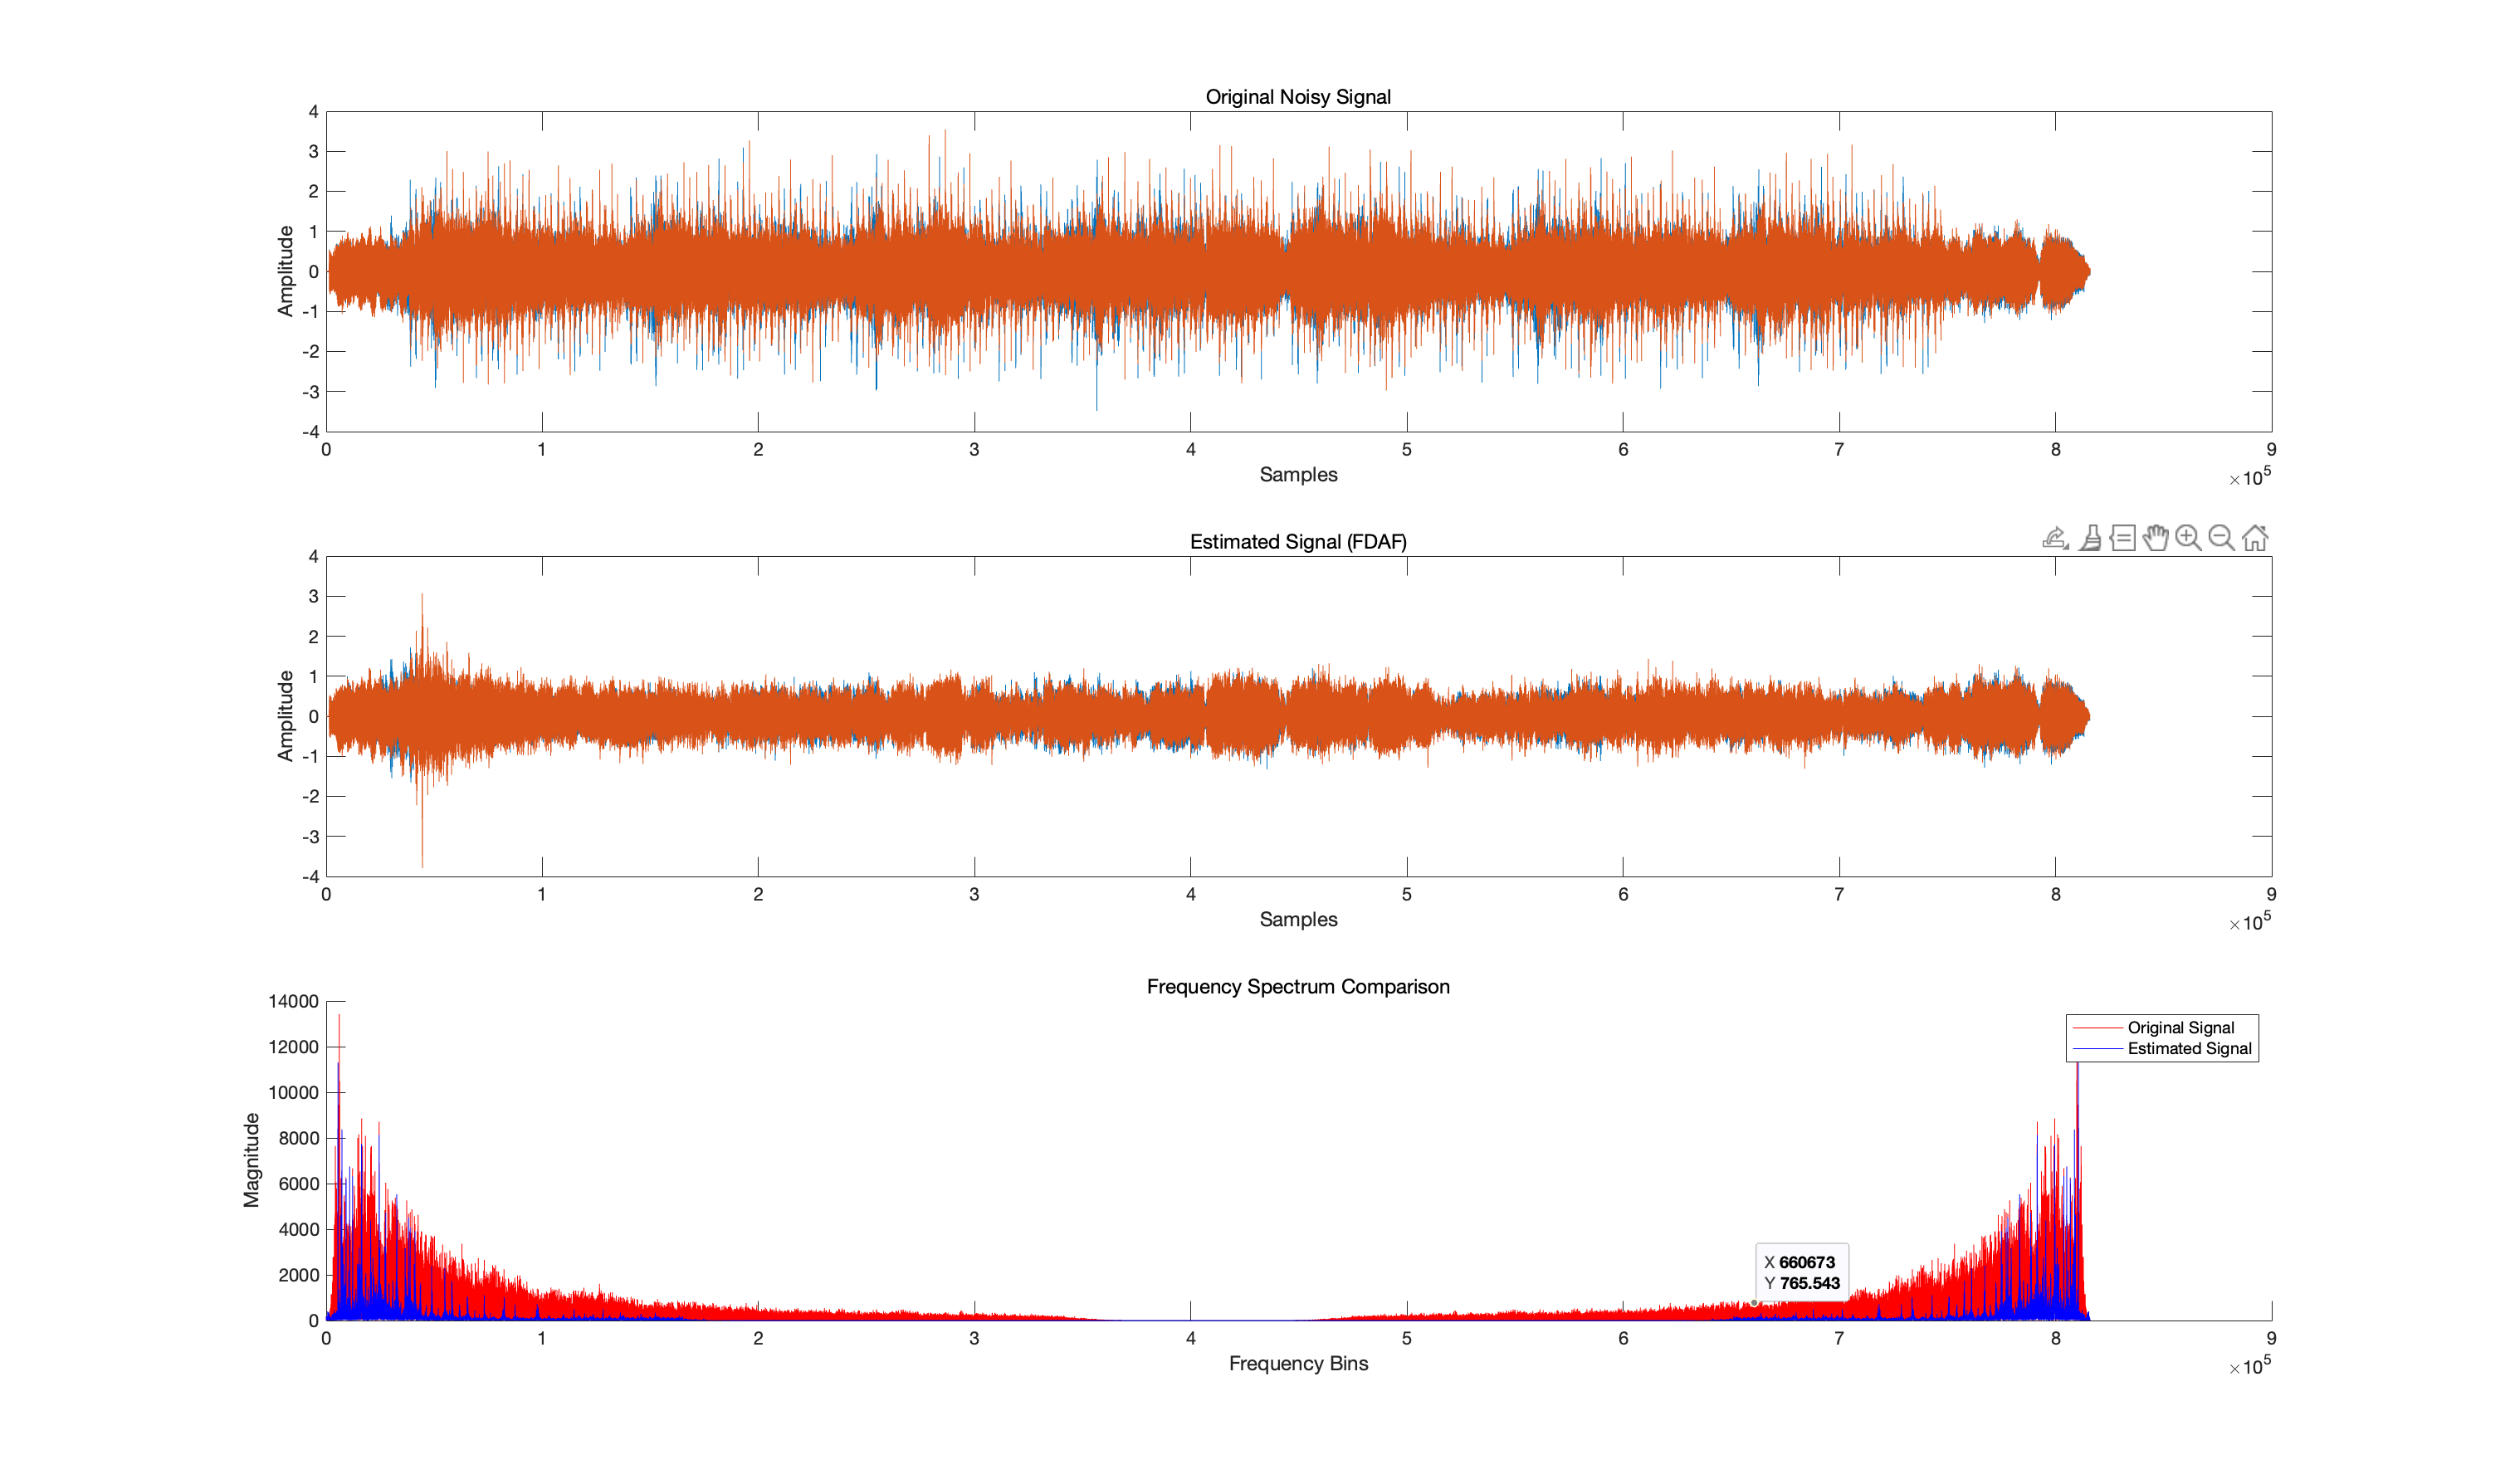 Original Noisy Signal
4
3
2
1
0
-1
-2
-3
-4
Amplitude
0 1 2 3 4 5 6 7 8 9
Samples
×10^5
Estimated Signal (FDAF)
4
3
2
1
0
-1
-2
-3
-4
Amplitude
0 1 2 3 4 5 6 7 8 9
Samples
×10^5
Frequency Spectrum Comparison
14000
12000
10000
8000
6000
4000
2000
0
Magnitude
Original Signal
Estimated Signal
X 660673
Y 765.543
0 1 2 3 4 5 6 7 8 9
Frequency Bins
×10^5